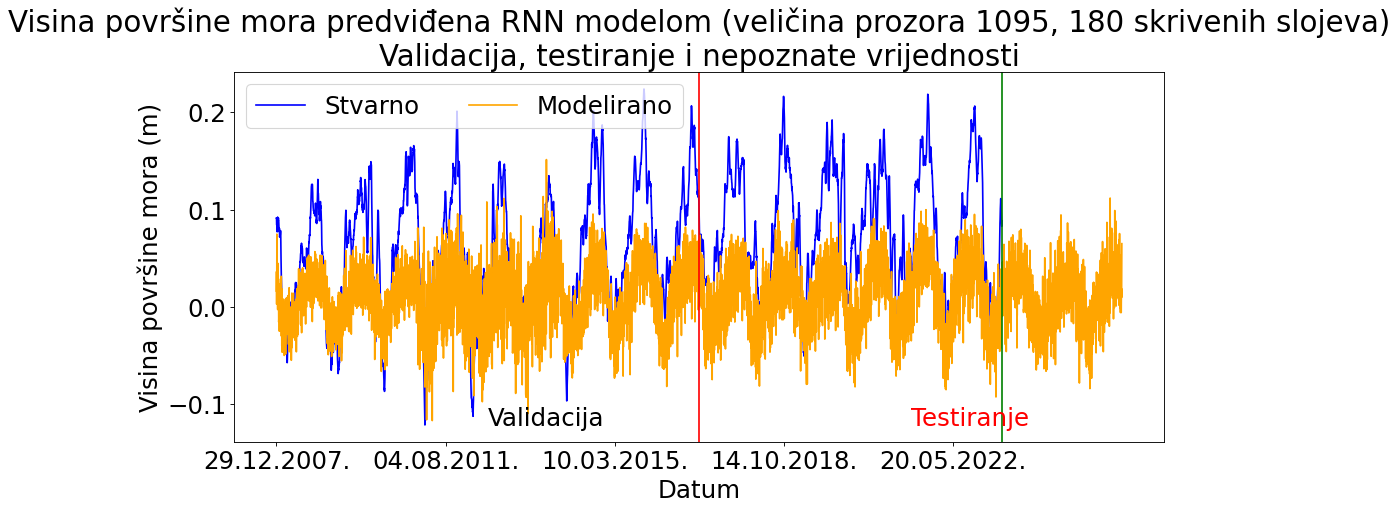 Visina površine mora predviđena RNN modelom (veličina prozora 1095, 180 skrivenih slojeva)
Validacija, testiranje i nepoznate vrijednosti
Stvarno
Modelirano
Visina površine mora (m)
0.2
0.1
0.0
−0.1
Validacija
Testiranje
29.12.2007.
04.08.2011.
10.03.2015.
14.10.2018.
20.05.2022.
Datum